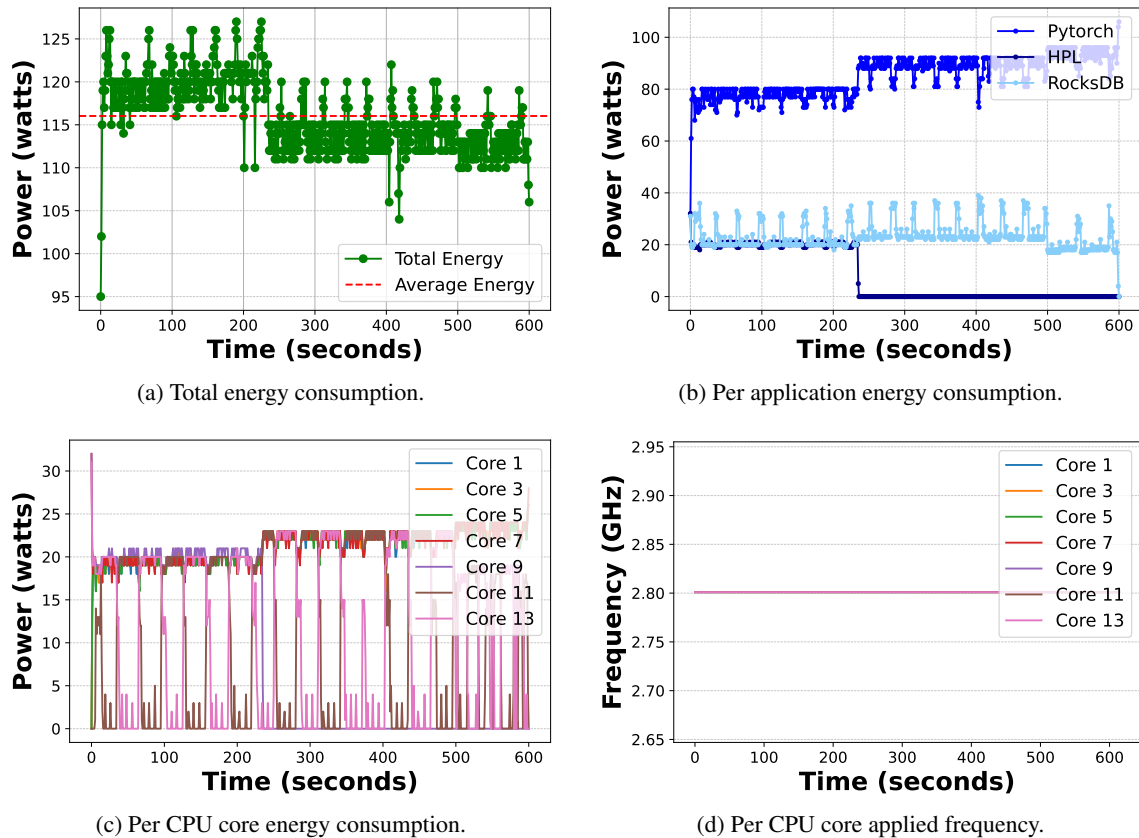 125
120
115
110
105
100
95
Power (watts)
Total Energy
Average Energy
0 100 200 300 400 500 600
Time (seconds)
(a) Total energy consumption.
100
80
60
40
20
0
Power (watts)
Pytorch
HPL
RocksDB
0 100 200 300 400 500 600
Time (seconds)
(b) Per application energy consumption.
30
25
20
15
10
5
0
Power (watts)
Core 1
Core 3
Core 5
Core 7
Core 9
Core 11
Core 13
0 100 200 300 400 500 600
Time (seconds)
(c) Per CPU core energy consumption.
2.95
2.90
2.85
2.80
2.75
2.70
2.65
Frequency (GHz)
Core 1
Core 3
Core 5
Core 7
Core 9
Core 11
Core 13
0 100 200 300 400 500 600
Time (seconds)
(d) Per CPU core applied frequency.